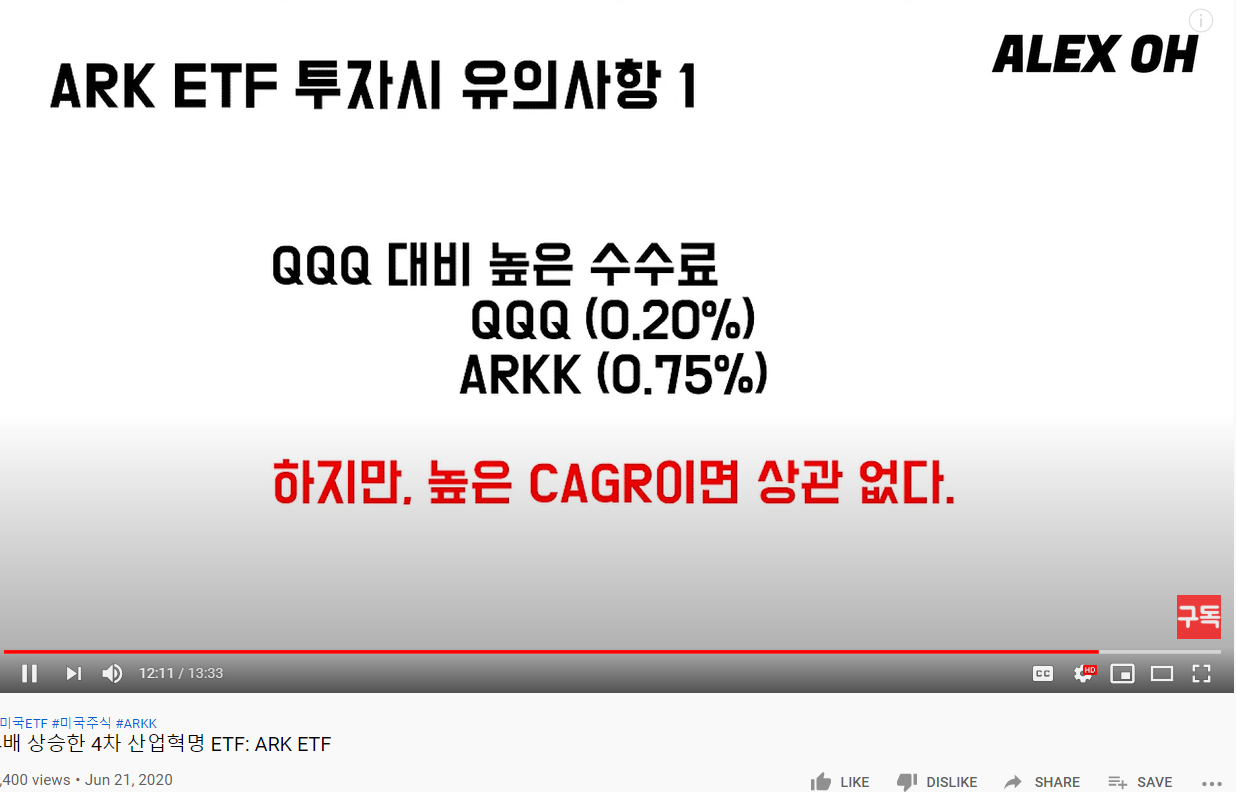 ALEX OH
ARK ETF 투자시 유의사항 1
QQQ 대비 높은 수수료
QQQ (0.20%)
ARKK (0.75%)
하지만, 높은 CAGR이면 상관 없다.
구독
12:11 / 13:33
CC
HD
미국ETF #미국주식 #ARKK
배 상승한 4차 산업혁명 ETF: ARK ETF
,400 views • Jun 21, 2020
LIKE DISLIKE SHARE SAVE